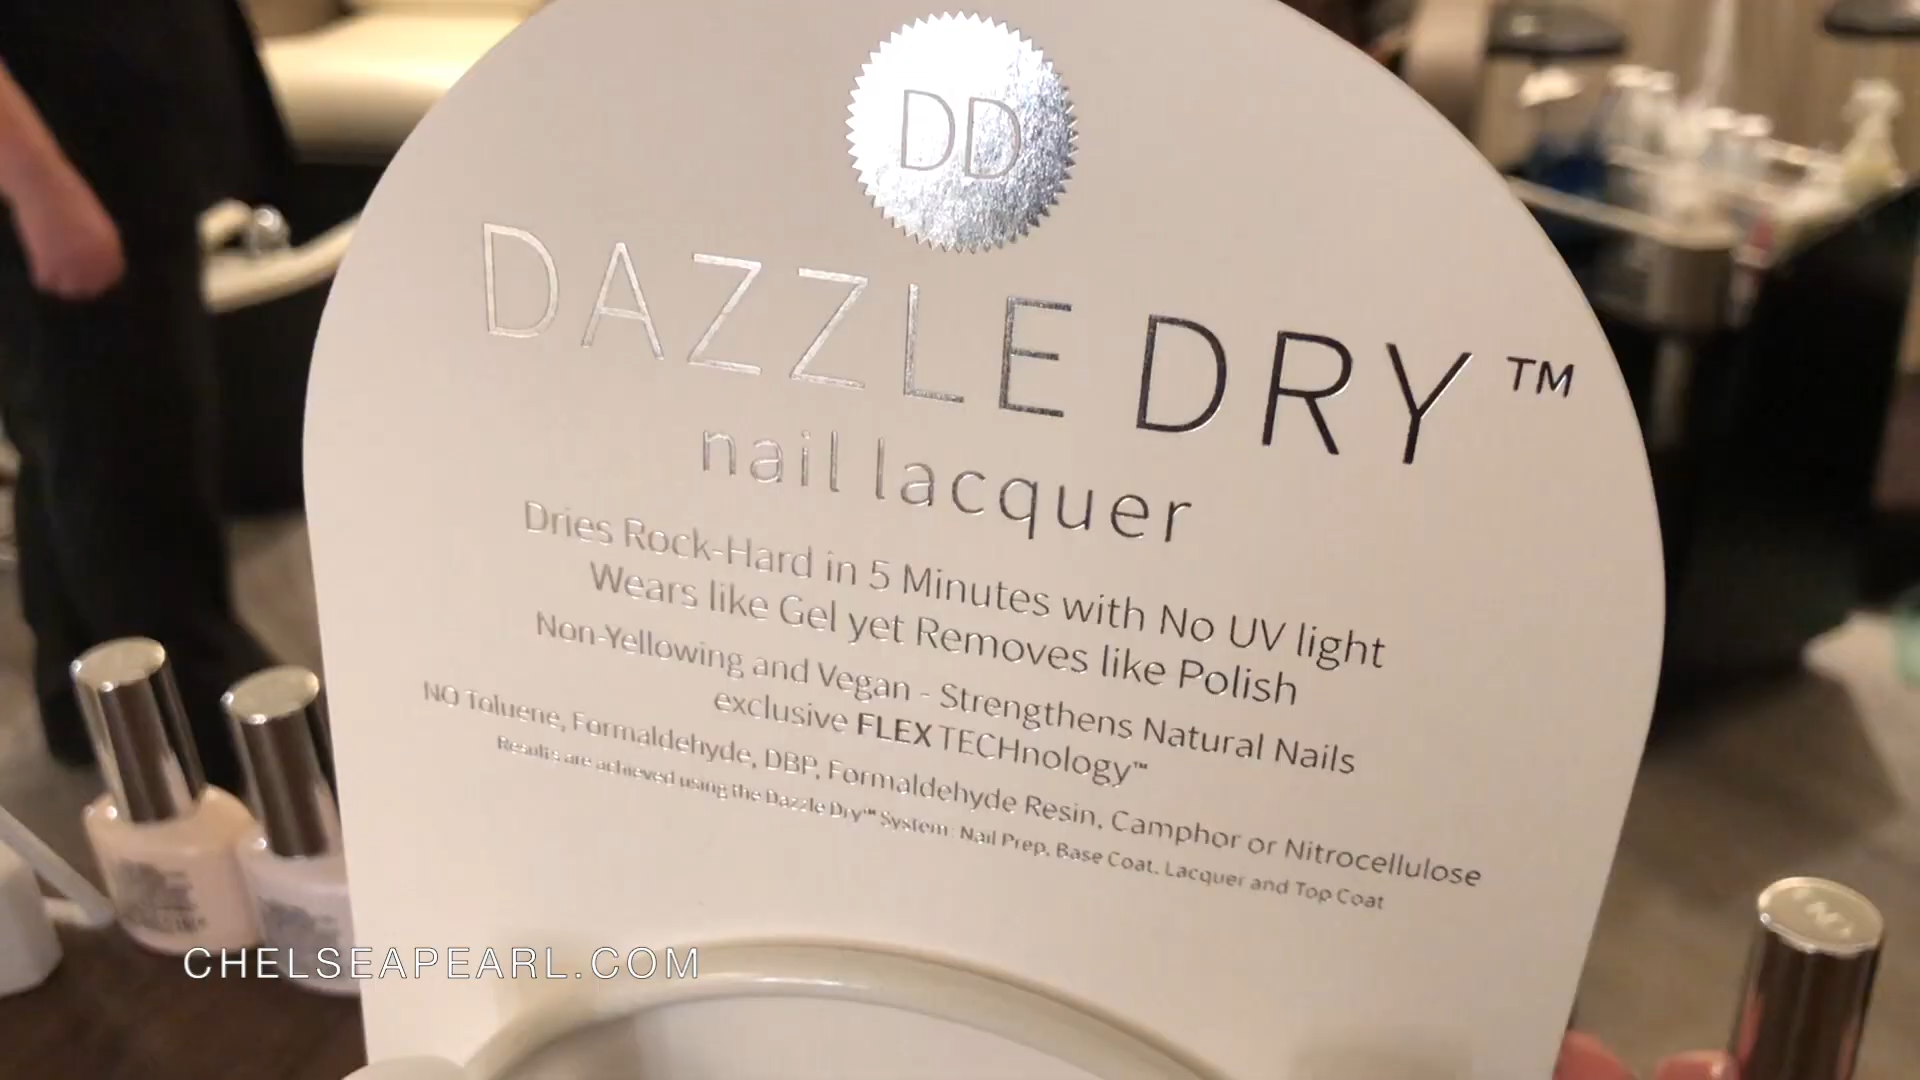 DD
DAZZLE DRY™
nail lacquer
Dries Rock-Hard in 5 Minutes with No UV light
Wears like Gel yet Removes like Polish
Non-Yellowing and Vegan - Strengthens Natural Nails
exclusive FLEXTECHnology™
NO Toluene, Formaldehyde, DBP, Formaldehyde Resin, Camphor or Nitrocellulose
Results are achieved using the Dazzle Dry™ System: Nail Prep, Base Coat, Lacquer and Top Coat
CHELSEAPEARL.COM